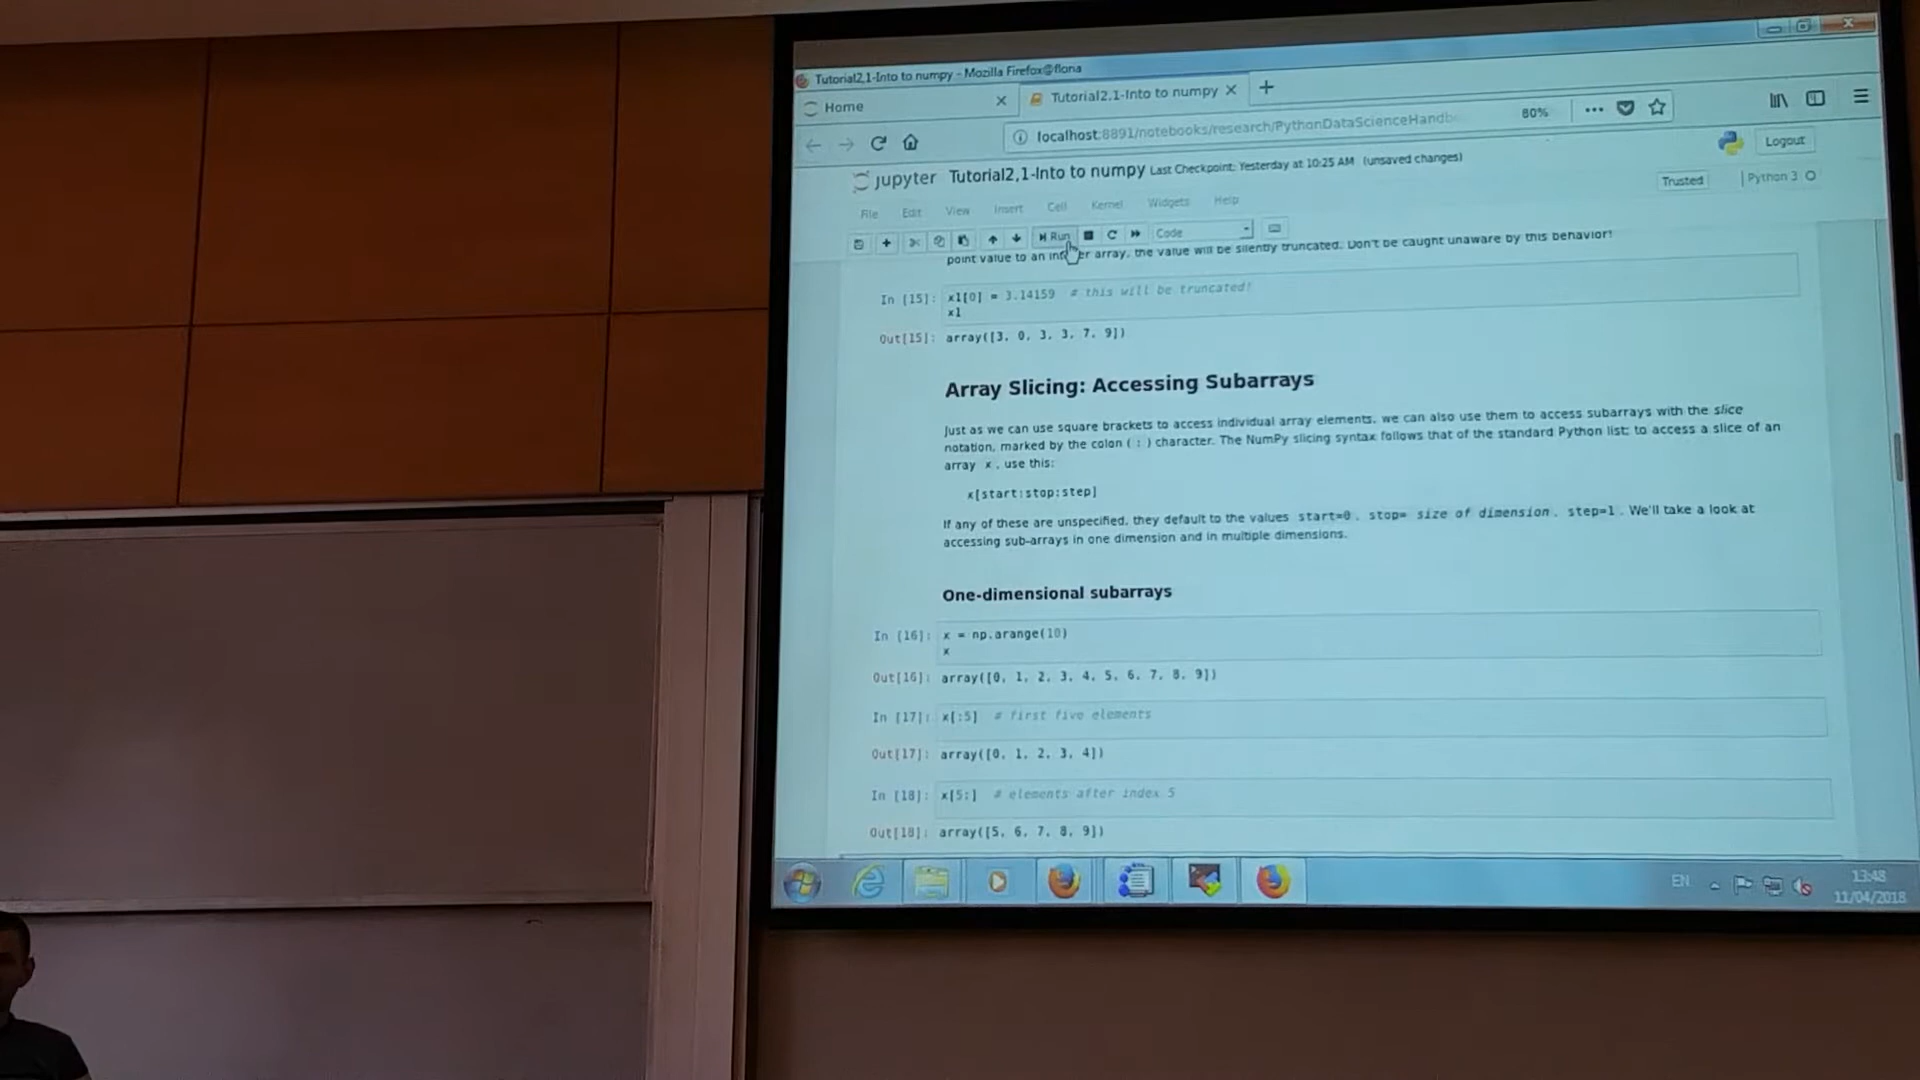 Tutorial2,1-Into to numpy - Mozilla Firefox@flona
Home
Tutorial2,1-Into to numpy
localhost:8891/notebooks/research/PythonDataScienceHandb
80%
jupyter Tutorial2,1-Into to numpy Last Checkpoint: Yesterday at 10:25 AM (unsaved changes)
Logout
File Edit View Insert Cell Kernel Widgets Help
Trusted
Python 3
Run
Code
point value to an array, the value will be silently truncated. Don't be caught unaware by this behavior!
In [15]: x1[0] = 3.14159 # this will be truncated!
x1
Out[15]: array([3, 0, 3, 3, 7, 9])
Array Slicing: Accessing Subarrays
Just as we can use square brackets to access individual array elements, we can also use them to access subarrays with the slice
notation, marked by the colon ( : ) character. The NumPy slicing syntax follows that of the standard Python list; to access a slice of an
array x , use this:
x[start:stop:step]
If any of these are unspecified, they default to the values start=0 , stop= size of dimension , step=1 . We'll take a look at
accessing sub-arrays in one dimension and in multiple dimensions.
One-dimensional subarrays
In [16]: x = np.arange(10)
x
Out[16]: array([0, 1, 2, 3, 4, 5, 6, 7, 8, 9])
In [17]: x[:5] # first five elements
Out[17]: array([0, 1, 2, 3, 4])
In [18]: x[5:] # elements after index 5
Out[18]: array([5, 6, 7, 8, 9])
EN
13:48
11/04/2018